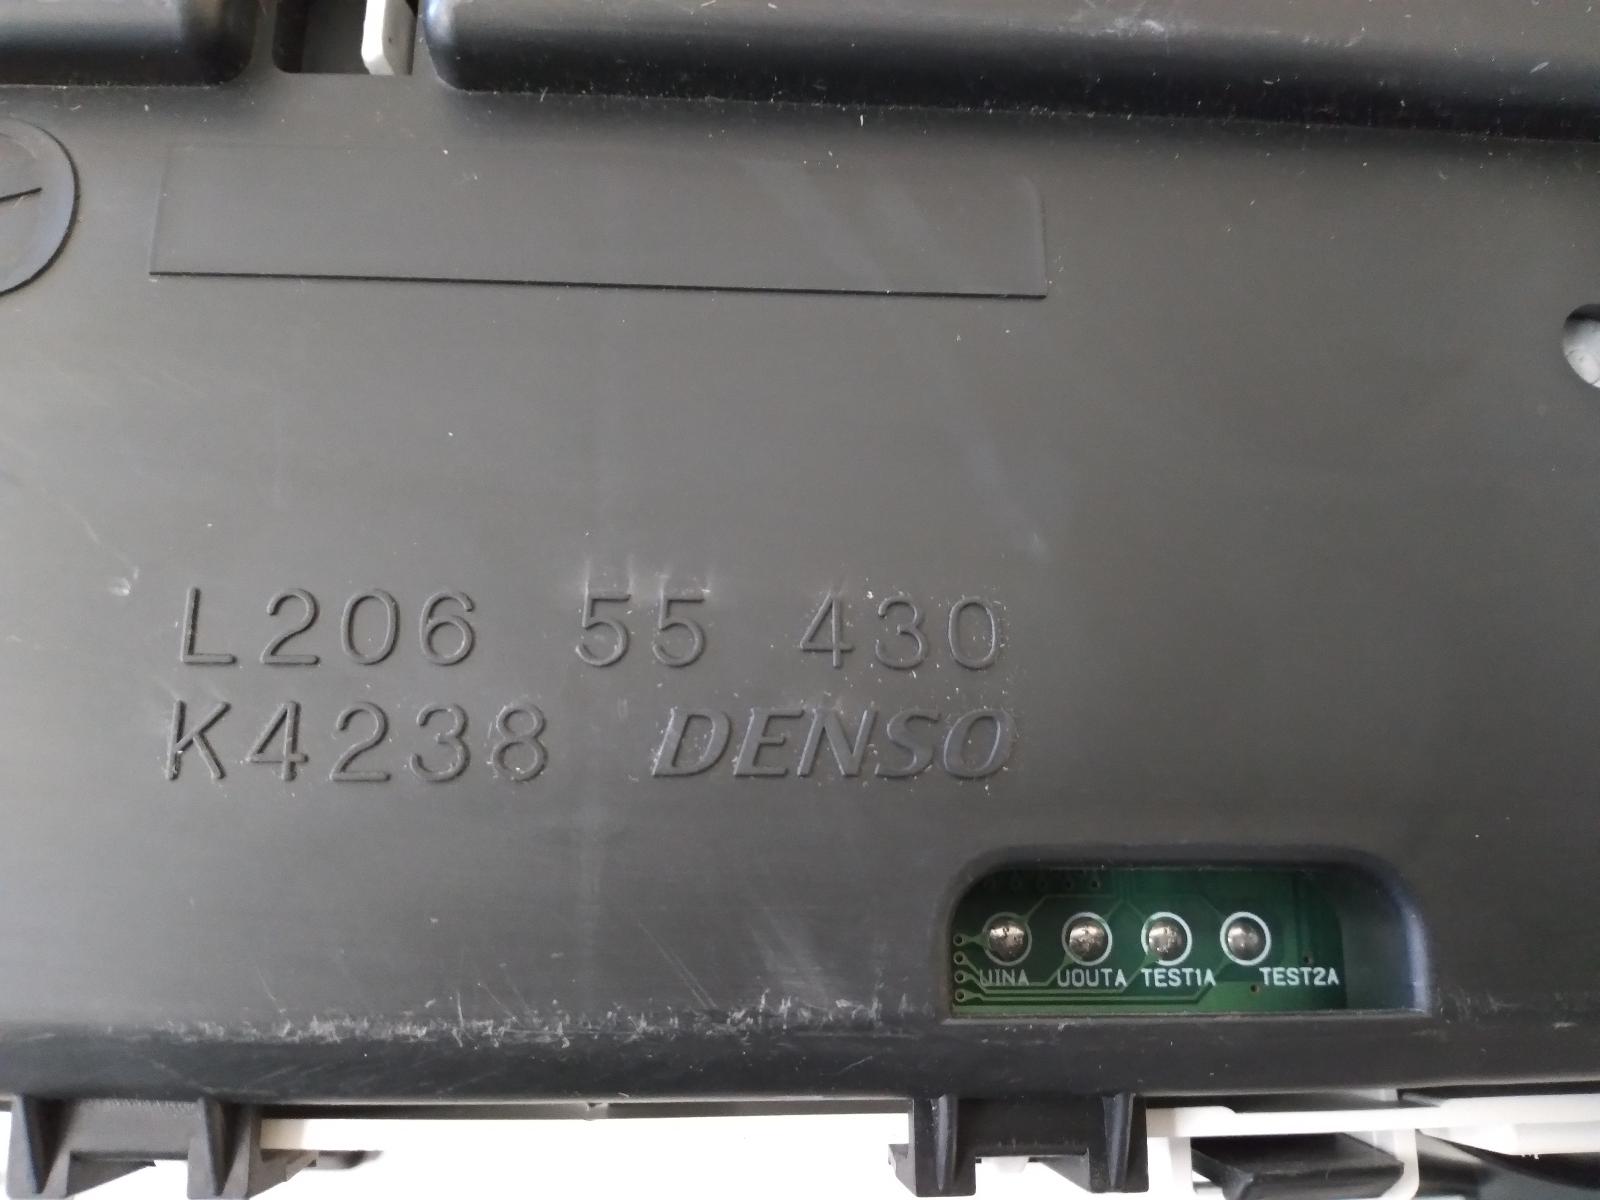 L206 55 430
K4238 DENSO
UINA UOUTA TEST1A TEST2A